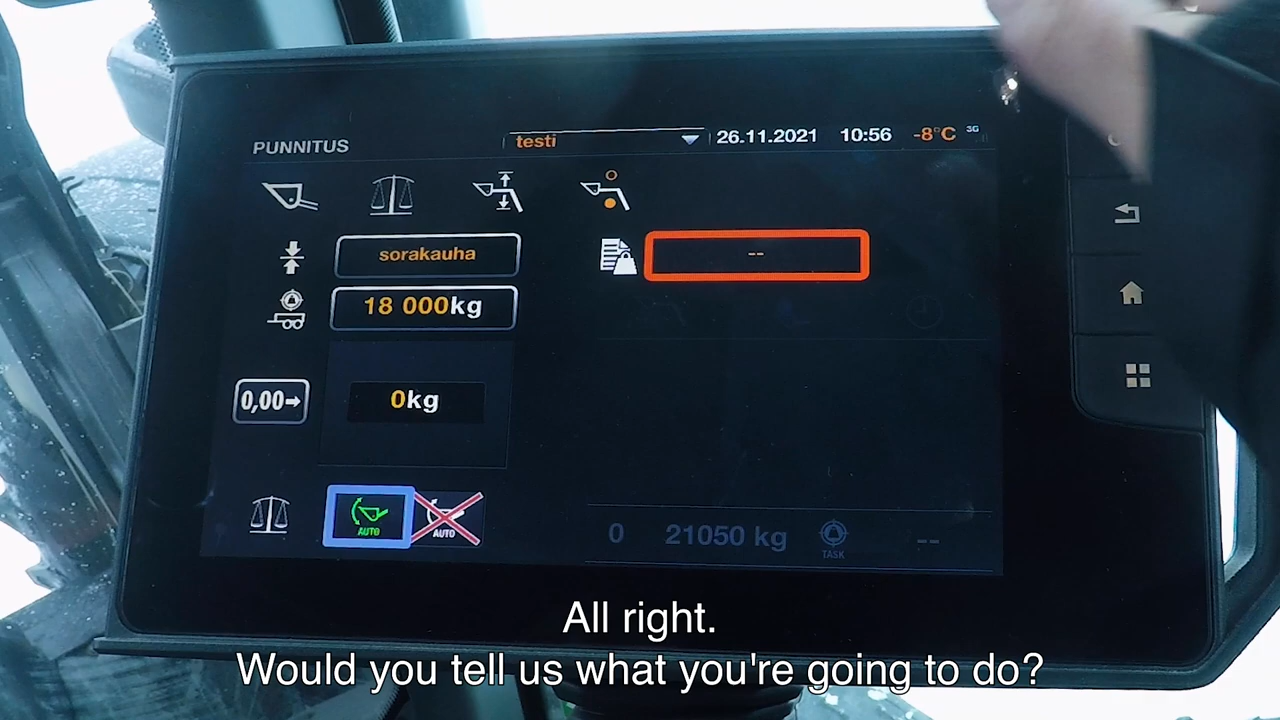 PUNNITUS
testi
26.11.2021 10:56 -8°C 3G
sorakauha
--
18 000kg
0,00→
0kg
AUTO
AUTO
0 21050 kg
TASK
--
All right.
Would you tell us what you're going to do?